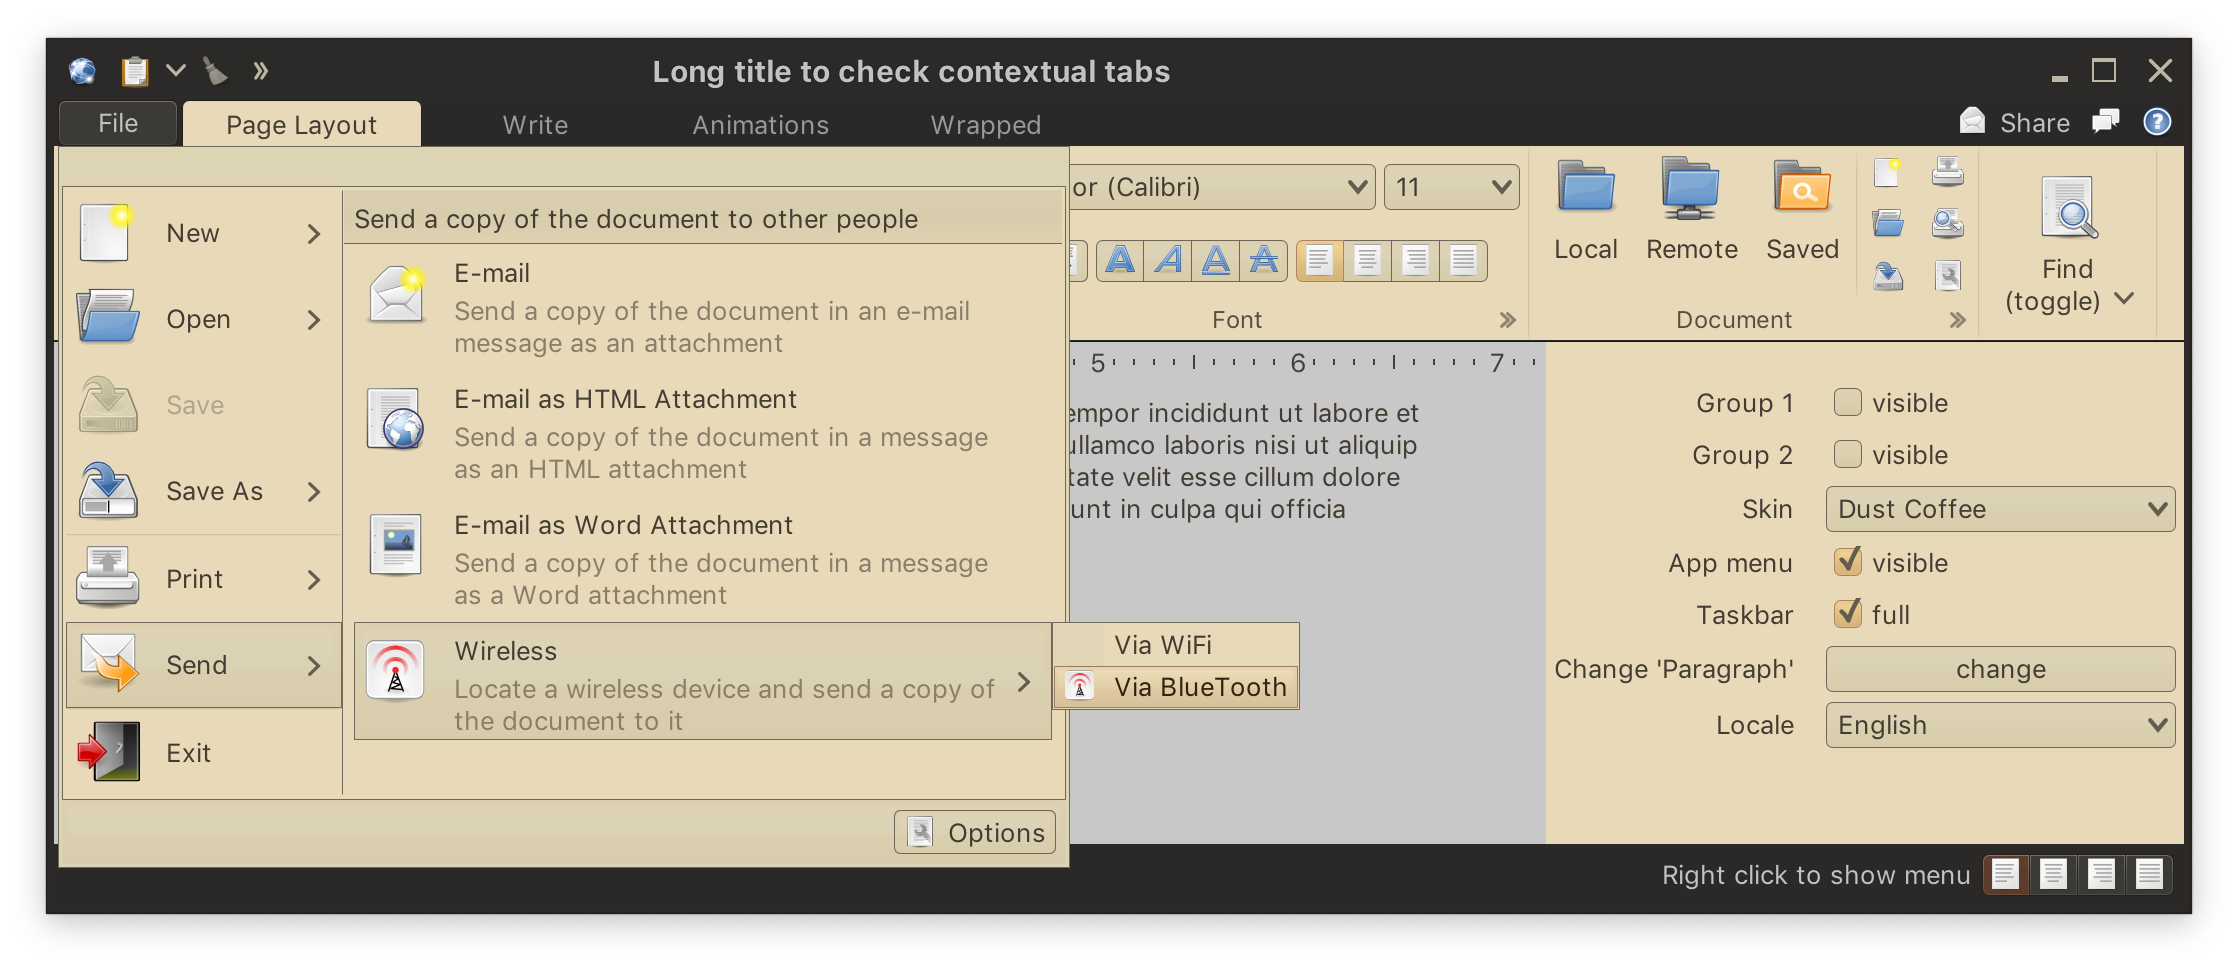 Long title to check contextual tabs
File
Page Layout
Write
Animations
Wrapped
Share
New
Open
Save
Save As
Print
Send
Exit
Send a copy of the document to other people
E-mail
Send a copy of the document in an e-mail
message as an attachment
E-mail as HTML Attachment
Send a copy of the document in a message
as an HTML attachment
E-mail as Word Attachment
Send a copy of the document in a message
as a Word attachment
Wireless
Locate a wireless device and send a copy of
the document to it
Via WiFi
Via BlueTooth
Options
or (Calibri)
11
Font
Local
Remote
Saved
Document
Find
(toggle)
5 6 7
empor incididunt ut labore et
ullamco laboris nisi ut aliquip
tate velit esse cillum dolore
unt in culpa qui officia
Group 1 visible
Group 2 visible
Skin Dust Coffee
App menu visible
Taskbar full
Change 'Paragraph' change
Locale English
Right click to show menu